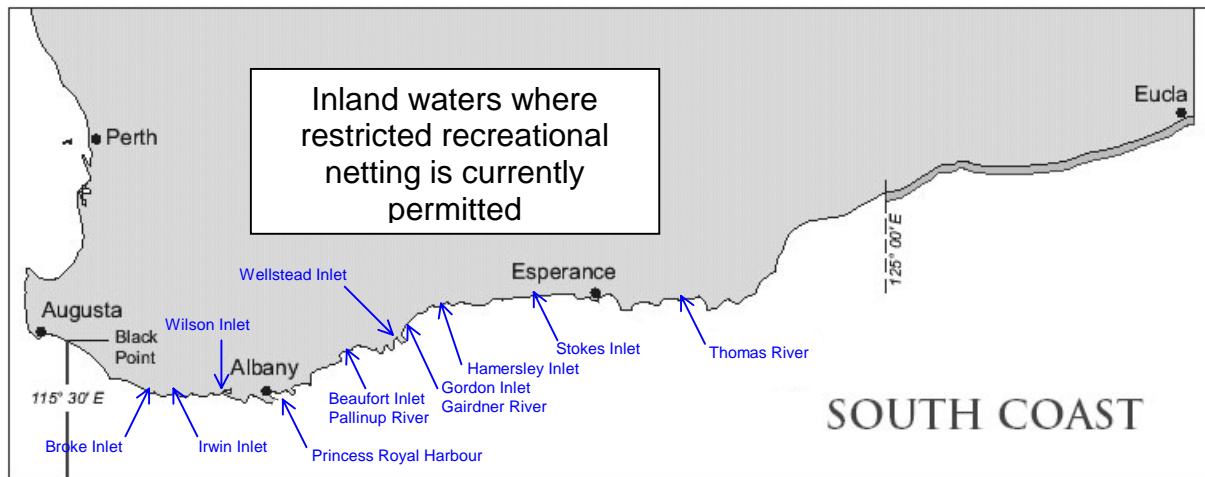 Inland waters where
restricted recreational
netting is currently
permitted
Eucla
Perth
125° 00' E
Wellstead Inlet
Esperance
Augusta
Black
Point
Wilson Inlet
Albany
Stokes Inlet
Thomas River
Hamersley Inlet
Gordon Inlet
Gairdner River
Beaufort Inlet
Pallinup River
115° 30' E
Broke Inlet
Irwin Inlet
Princess Royal Harbour
SOUTH COAST